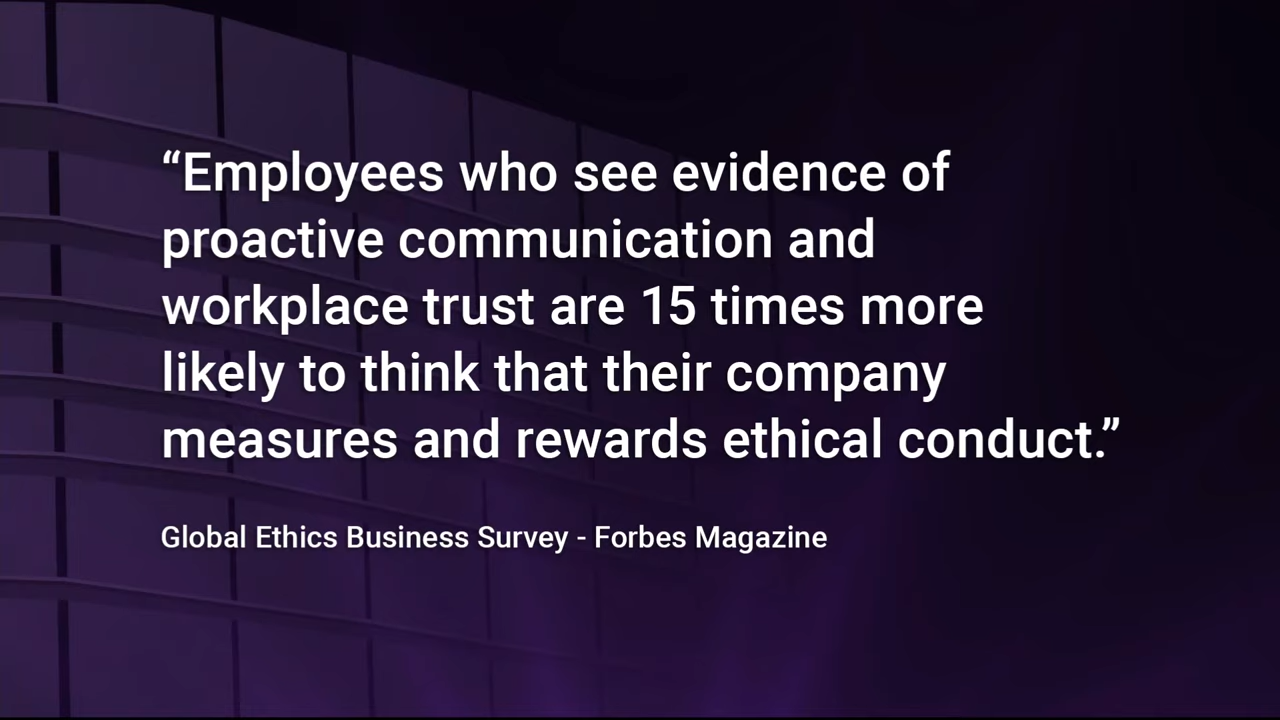 “Employees who see evidence of
proactive communication and
workplace trust are 15 times more
likely to think that their company
measures and rewards ethical conduct.”
Global Ethics Business Survey - Forbes Magazine